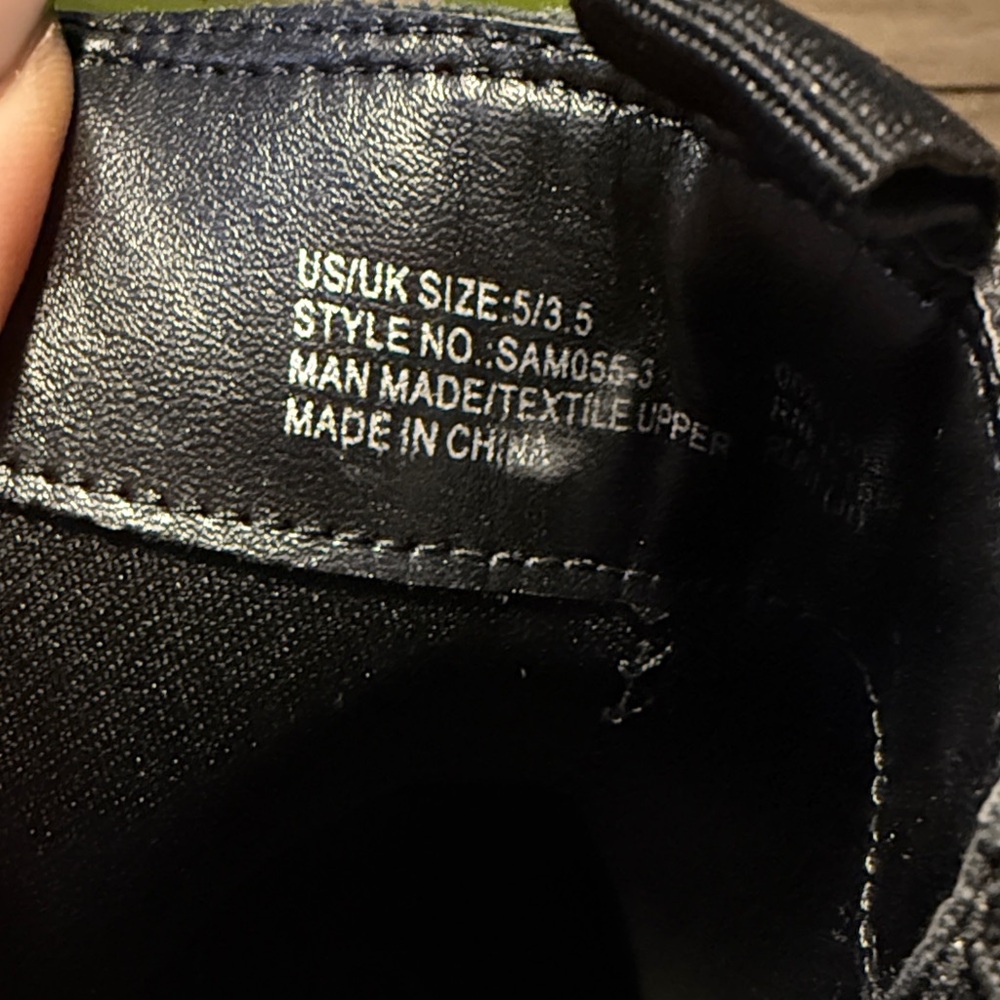 US/UK SIZE:5/3.5
STYLE NO.:SAM055-3
MAN MADE/TEXTILE UPPER
MADE IN CHINA